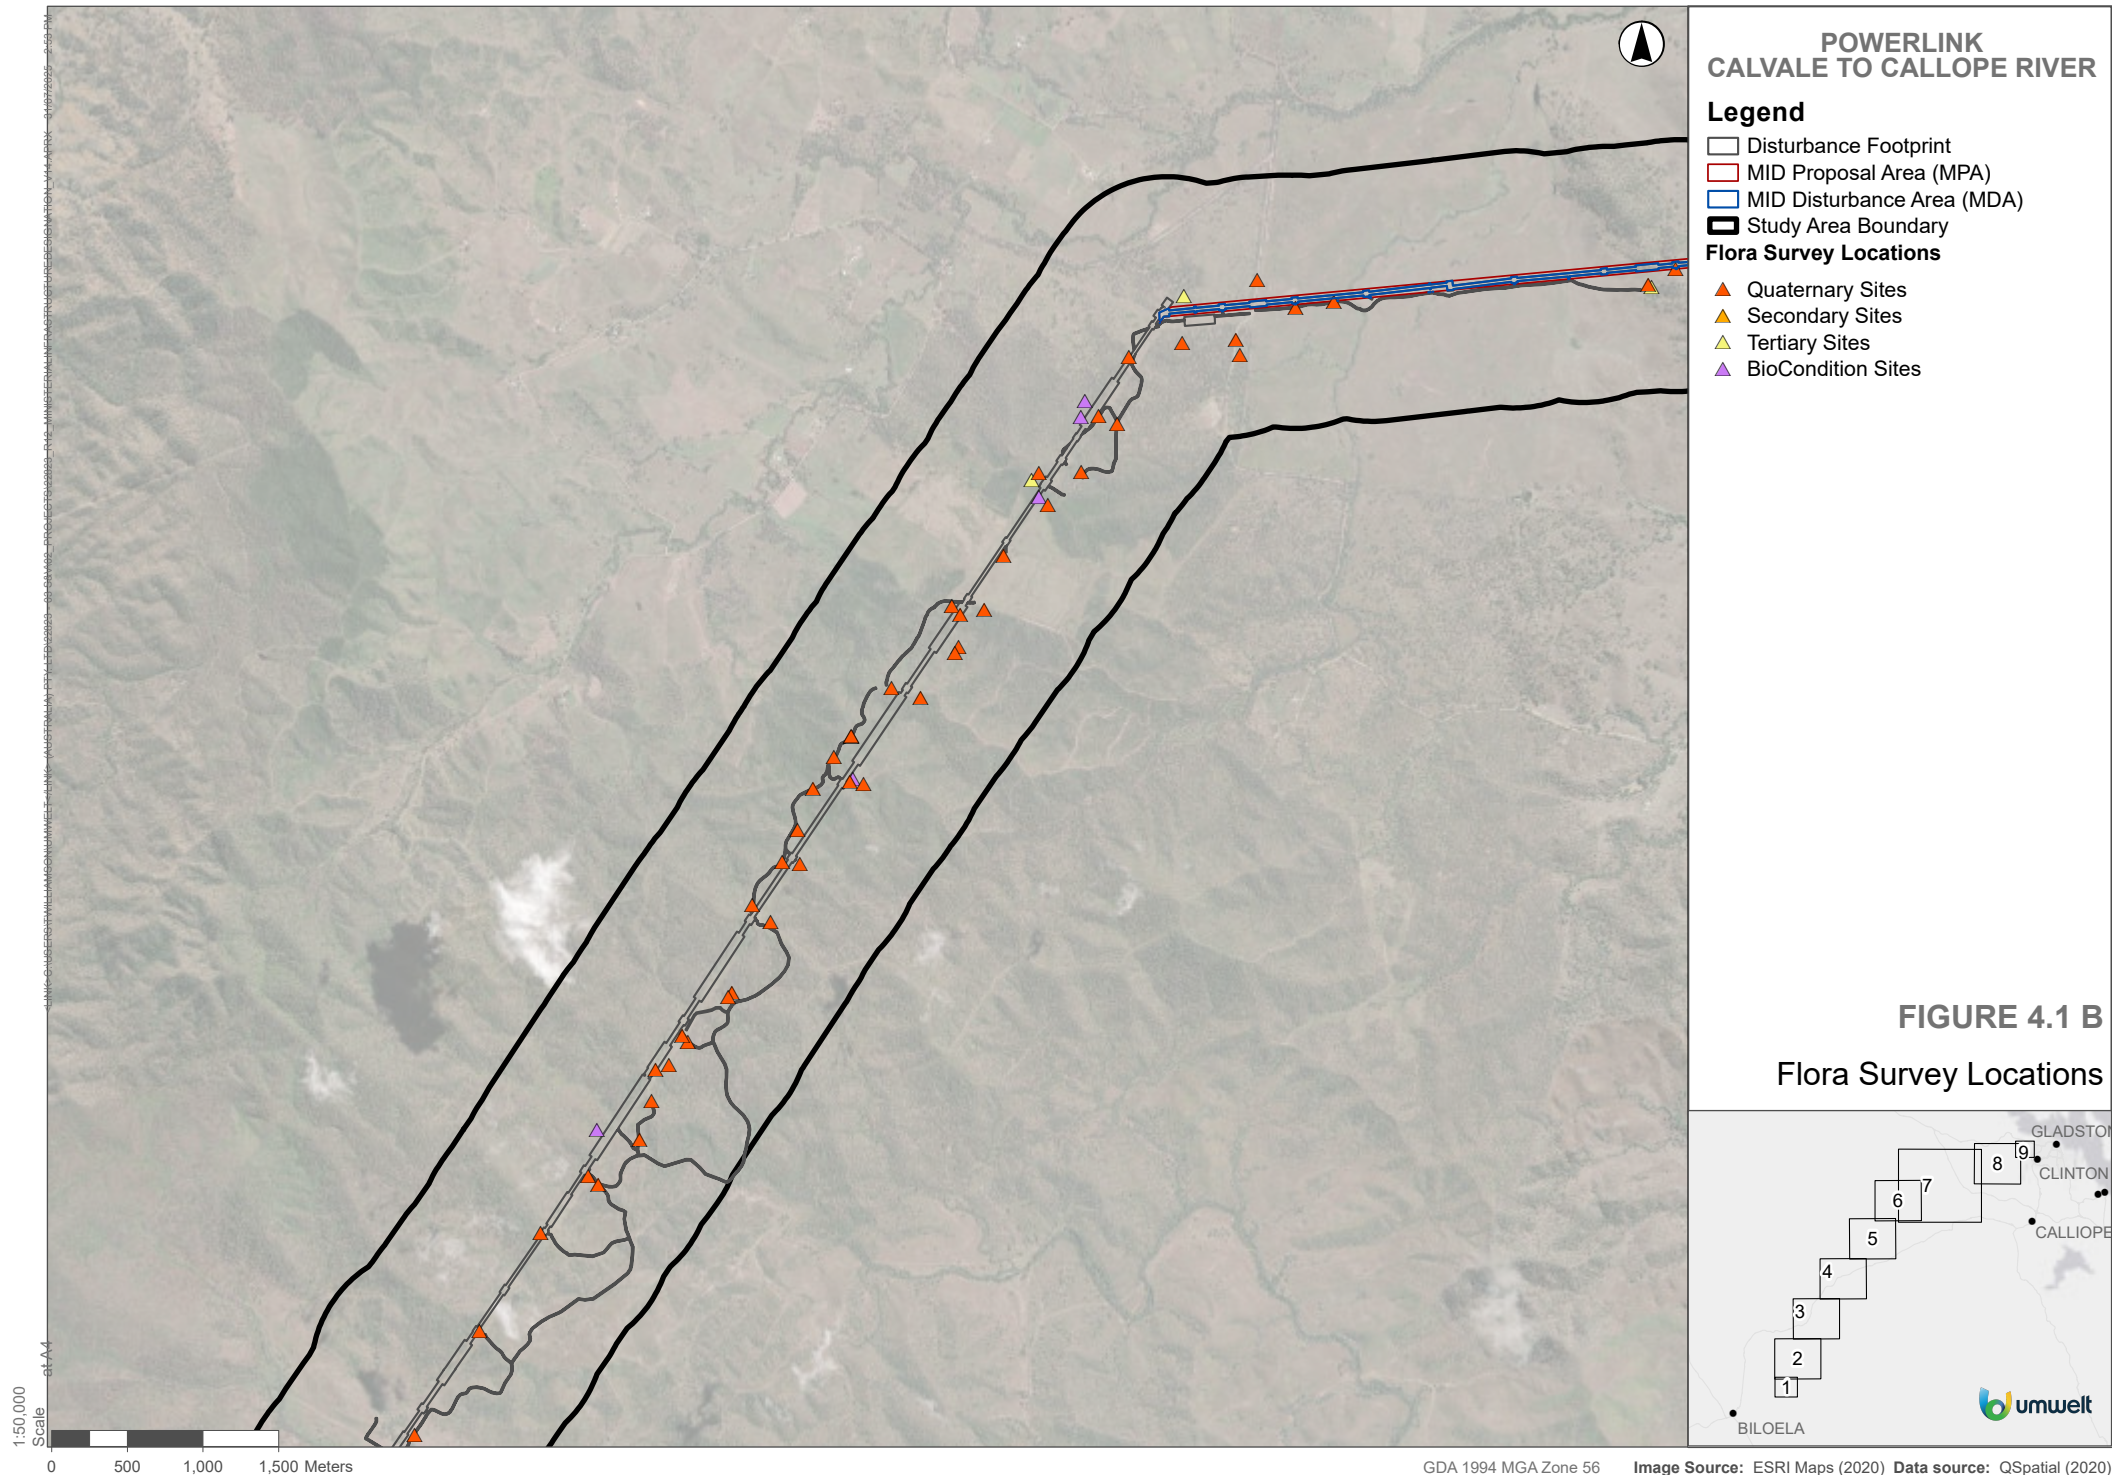 POWERLINK
CALVALE TO CALLOPE RIVER
Legend
Disturbance Footprint
MID Proposal Area (MPA)
MID Disturbance Area (MDA)
Study Area Boundary
Flora Survey Locations
Quaternary Sites
Secondary Sites
Tertiary Sites
BioCondition Sites
FIGURE 4.1 B
Flora Survey Locations
GLADSTON
9
8
CLINTON
7
6
CALLIOPE
5
4
3
2
1
BILOELA
umwelt
Scale
1:50,000
at A4
0 500 1,000 1,500 Meters
GDA 1994 MGA Zone 56 Image Source: ESRI Maps (2020) Data source: QSpatial (2020)